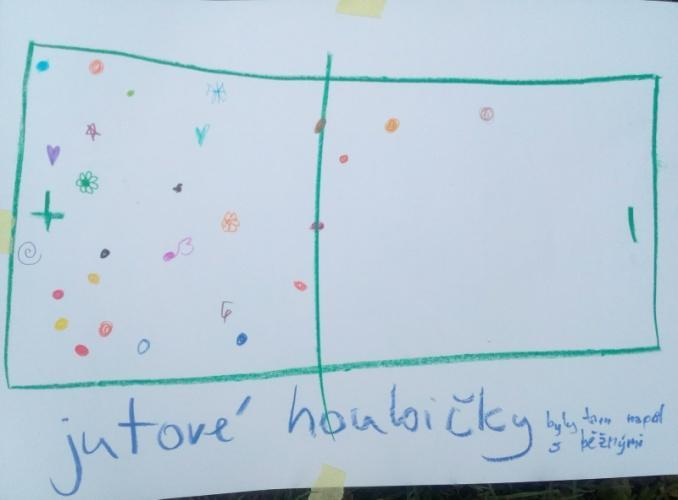 +
-
jutové houbičky
byly tam napůl
s běžnými